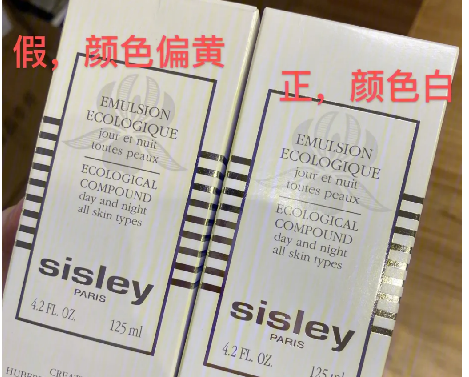 假，颜色偏黄
正，颜色白
EMULSION
ECOLOGIQUE
jour et nuit
toutes peaux
ECOLOGICAL
COMPOUND
day and night
all skin types
sisley
PARIS
4.2 FL. OZ.
125 ml
EMULSION
ECOLOGIQUE
jour et nuit
toutes peaux
ECOLOGICAL
COMPOUND
day and night
all skin types
sisley
PARIS
4.2 FL. OZ.
125 ml